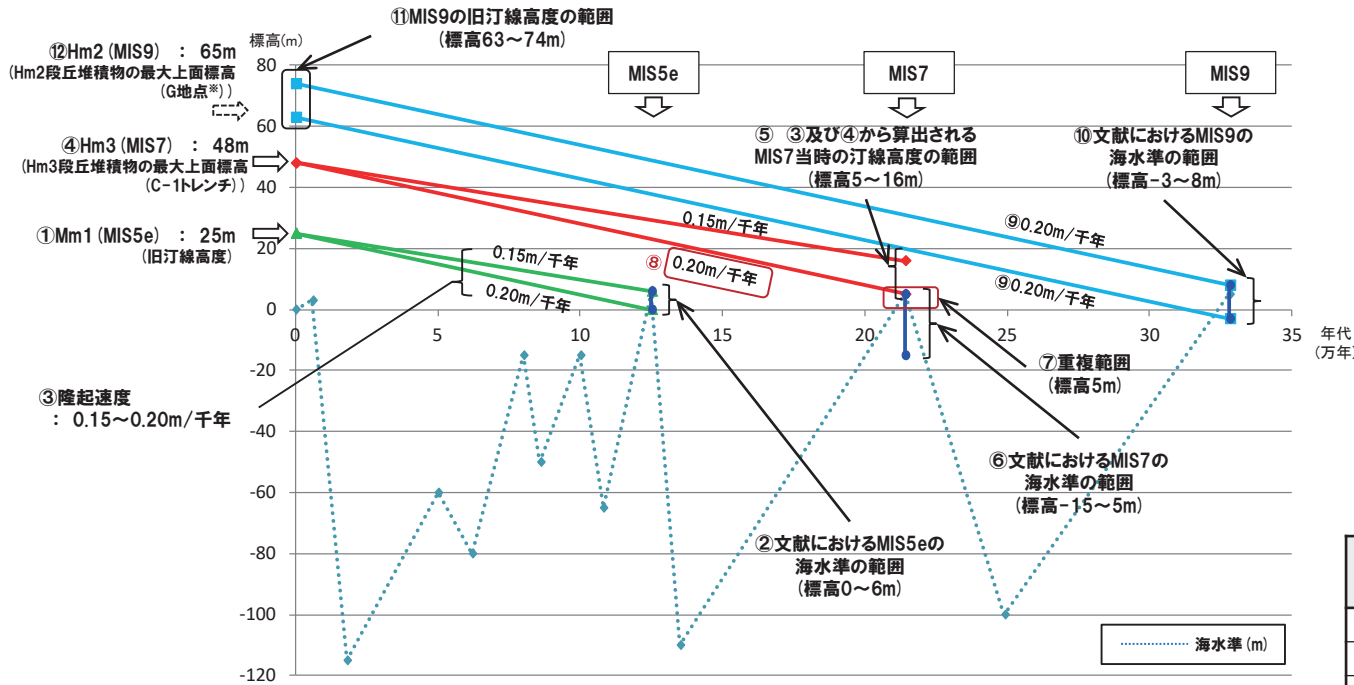 ⑪MIS9の旧汀線高度の範囲
(標高63~74m)
⑫Hm2(MIS9) : 65m
(Hm2段丘堆積物の最大上面標高
(G地点※))
標高(m)
④Hm3(MIS7) : 48m
(Hm3段丘堆積物の最大上面標高
(C-1トレンチ))
①Mm1(MIS5e) : 25m
(旧汀線高度)
③隆起速度
: 0.15~0.20m/千年
80
60
40
20
0
-20
-40
-60
-80
-100
-120
MIS5e
MIS7
MIS9
⑤ ③及び④から算出される
MIS7当時の汀線高度の範囲
(標高5~16m)
⑩文献におけるMIS9の
海水準の範囲
(標高-3~8m)
0.15m/千年
⑨0.20m/千年
0.15m/千年
⑧ 0.20m/千年
⑨0.20m/千年
0.20m/千年
0
5
10
15
20
25
30
35
年代
(万年)
⑦重複範囲
(標高5m)
⑥文献におけるMIS7の
海水準の範囲
(標高-15~5m)
②文献におけるMIS5eの
海水準の範囲
(標高0~6m)
海水準(m)